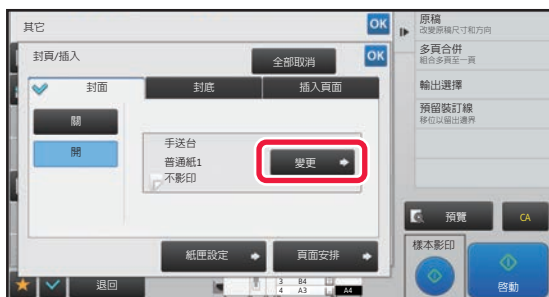 其它
OK
封頁/插入
全部取消
OK
封面
封底
插入頁面
關
開
手送台
普通紙1
不影印
變更
紙匣設定
頁面安排
退回
3 B4
4 A3
A4
原稿
改變原稿尺寸和方向
多頁合併
組合多頁至一頁
輸出選擇
預留裝訂線
移位以留出邊界
預覽
CA
樣本影印
啓動